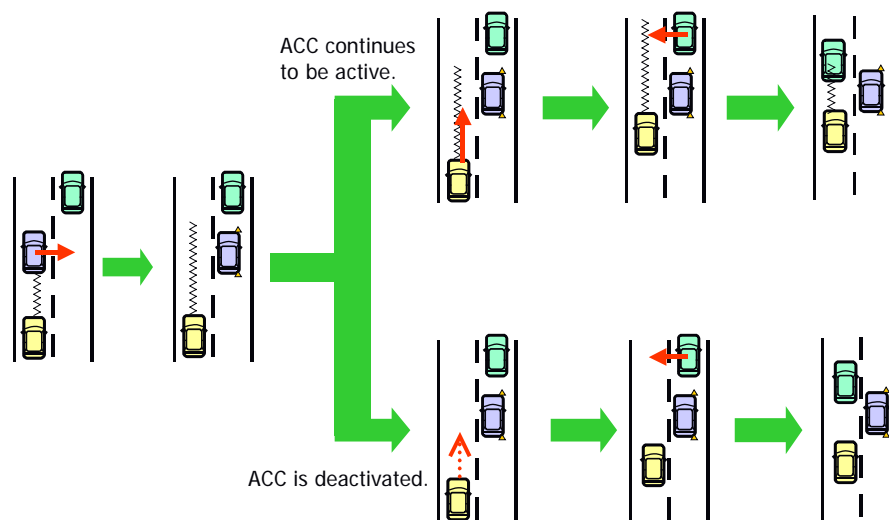 ACC continues
to be active.
ACC is deactivated.